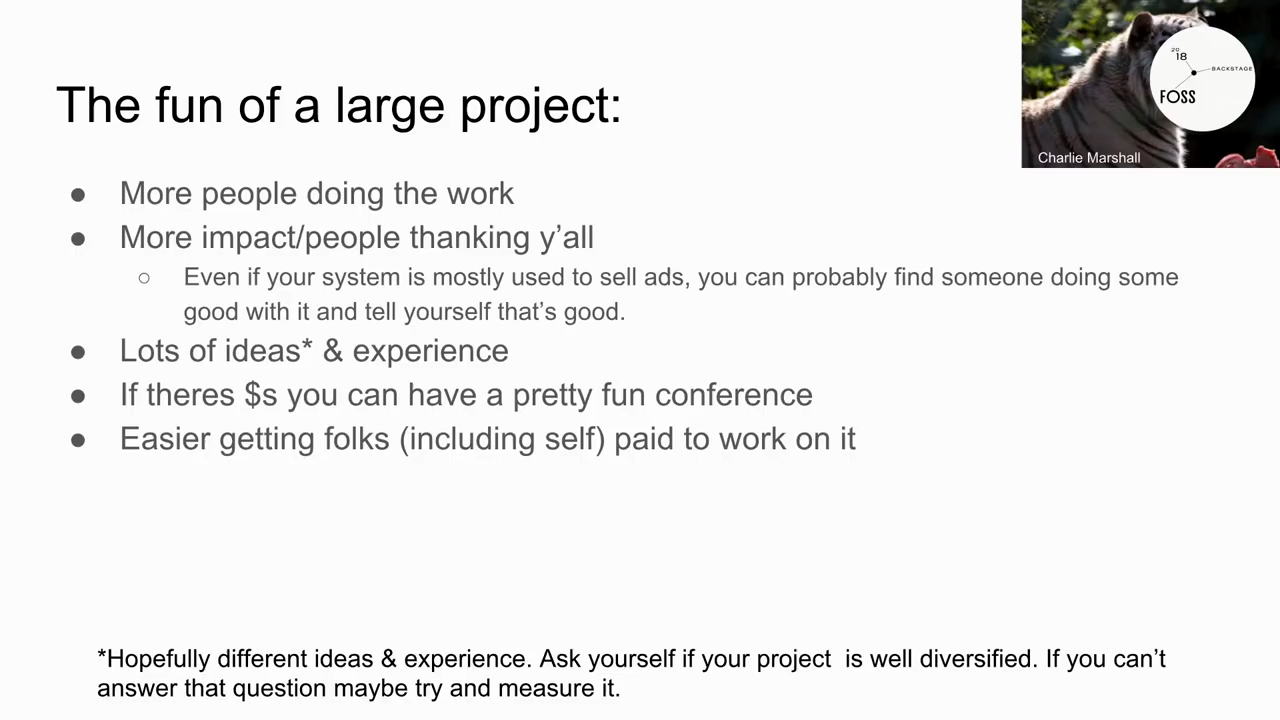 The fun of a large project:
20
18
BACKSTAGE
FOSS
Charlie Marshall
● More people doing the work
● More impact/people thanking y’all
○ Even if your system is mostly used to sell ads, you can probably find someone doing some
good with it and tell yourself that’s good.
● Lots of ideas* & experience
● If theres $s you can have a pretty fun conference
● Easier getting folks (including self) paid to work on it
*Hopefully different ideas & experience. Ask yourself if your project  is well diversified. If you can’t
answer that question maybe try and measure it.